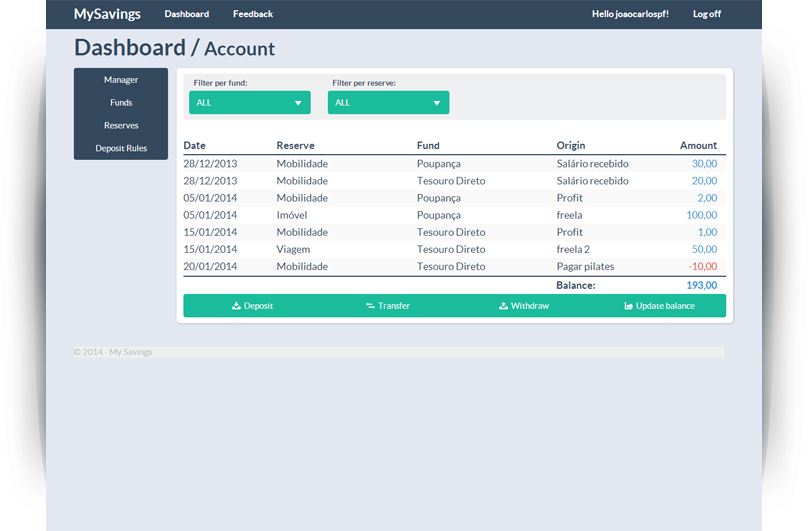 MySavings Dashboard Feedback Hello joaocarlospf! Log off
Dashboard / Account
Manager
Funds
Reserves
Deposit Rules
Filter per fund: Filter per reserve:
ALL ALL
Date Reserve Fund Origin Amount
28/12/2013 Mobilidade Poupança Salário recebido 30,00
28/12/2013 Mobilidade Tesouro Direto Salário recebido 20,00
05/01/2014 Mobilidade Poupança Profit 2,00
05/01/2014 Imóvel Poupança freela 100,00
15/01/2014 Mobilidade Tesouro Direto Profit 1,00
15/01/2014 Viagem Tesouro Direto freela 2 50,00
20/01/2014 Mobilidade Tesouro Direto Pagar pilates -10,00
Balance: 193,00
Deposit Transfer Withdraw Update balance
© 2014 - My Savings